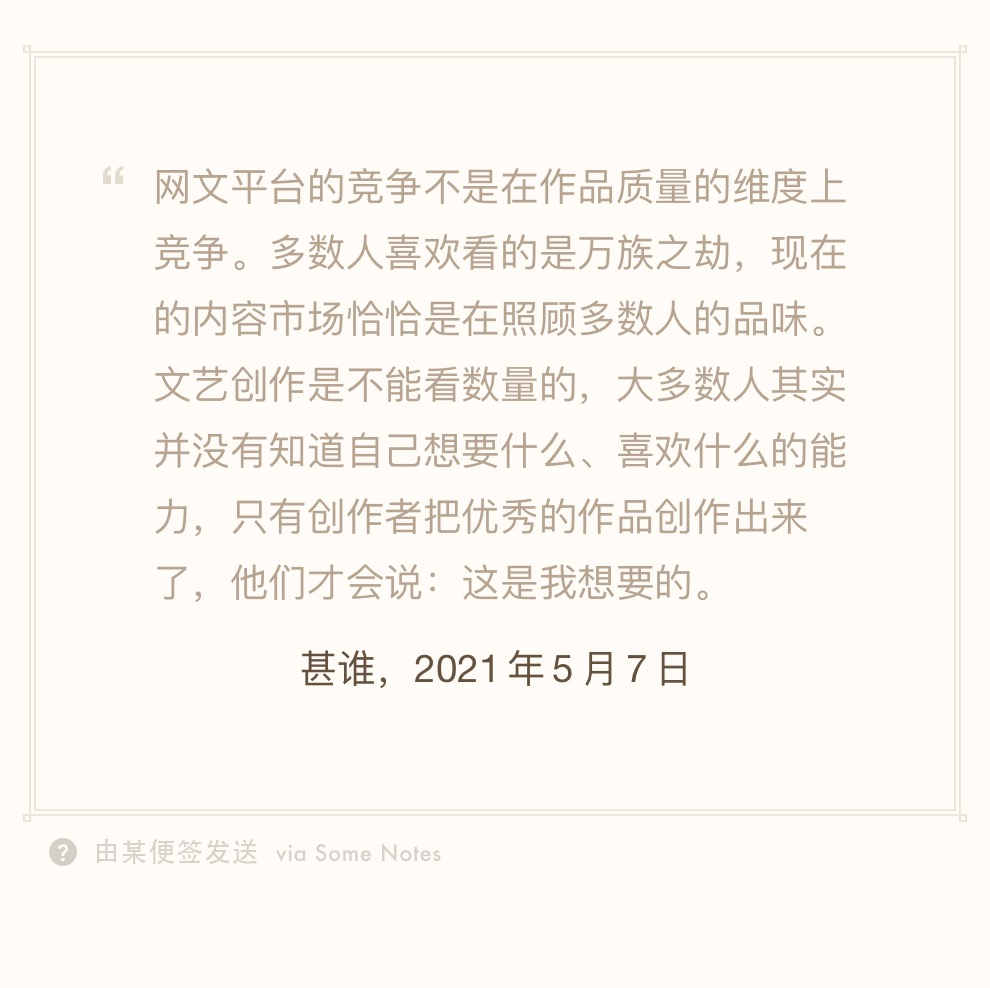 “ 网文平台的竞争不是在作品质量的维度上
竞争。多数人喜欢看的是万族之劫，现在
的内容市场恰恰是在照顾多数人的品味。
文艺创作是不能看数量的，大多数人其实
并没有知道自己想要什么、喜欢什么的能
力，只有创作者把优秀的作品创作出来
了，他们才会说：这是我想要的。
甚谁，2021年5月7日
? 由某便签发送 via Some Notes